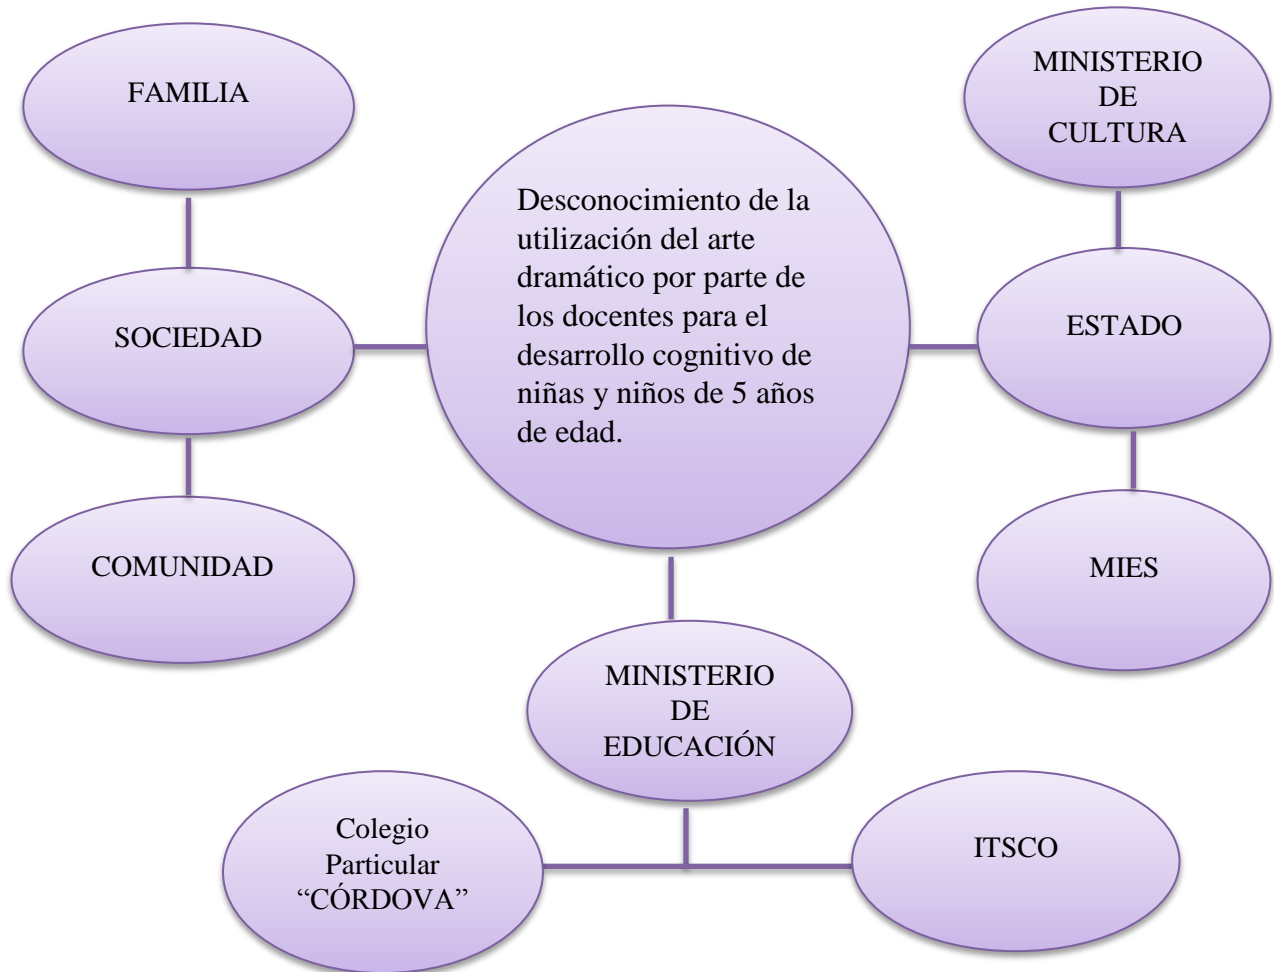 FAMILIA
MINISTERIO
DE
CULTURA
Desconocimiento de la
utilización del arte
dramático por parte de
los docentes para el
desarrollo cognitivo de
niñas y niños de 5 años
de edad.
SOCIEDAD
ESTADO
COMUNIDAD
MIES
MINISTERIO
DE
EDUCACIÓN
Colegio
Particular
“CÓRDOVA”
ITSCO